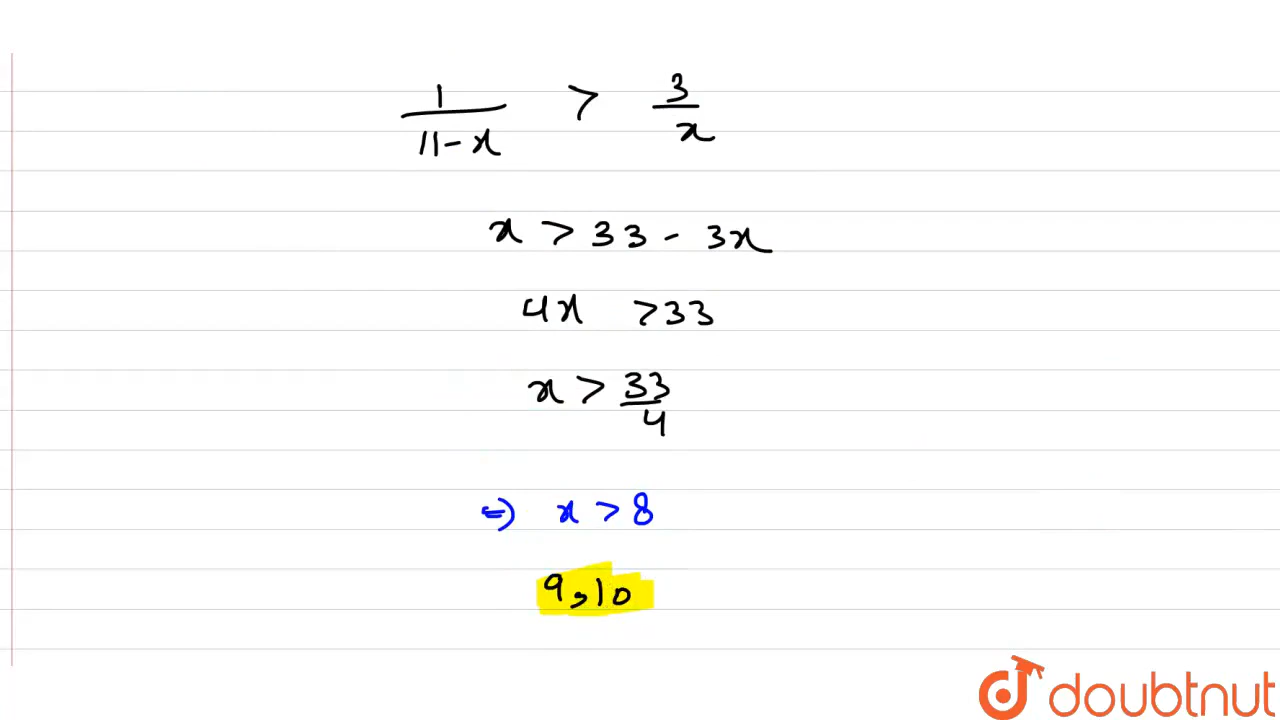 1/(11-x) > 3/x
x > 33 - 3x
4x > 33
x > 33/4
⇒ x > 8
9,10
doubtnut